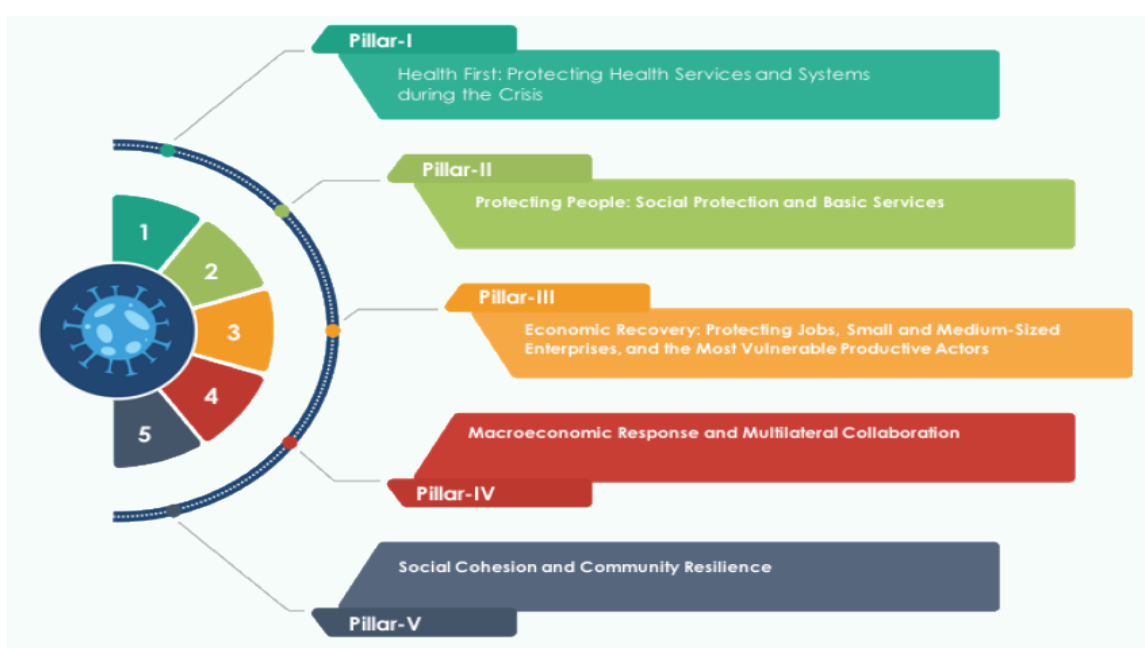 Pillar-I
Health First: Protecting Health Services and Systems
during the Crisis
Pillar-II
Protecting People: Social Protection and Basic Services
Pillar-III
Economic Recovery: Protecting Jobs, Small and Medium-Sized
Enterprises, and the Most Vulnerable Productive Actors
Macroeconomic Response and Multilateral Collaboration
Pillar-IV
Social Cohesion and Community Resilience
Pillar-V
1
2
3
4
5